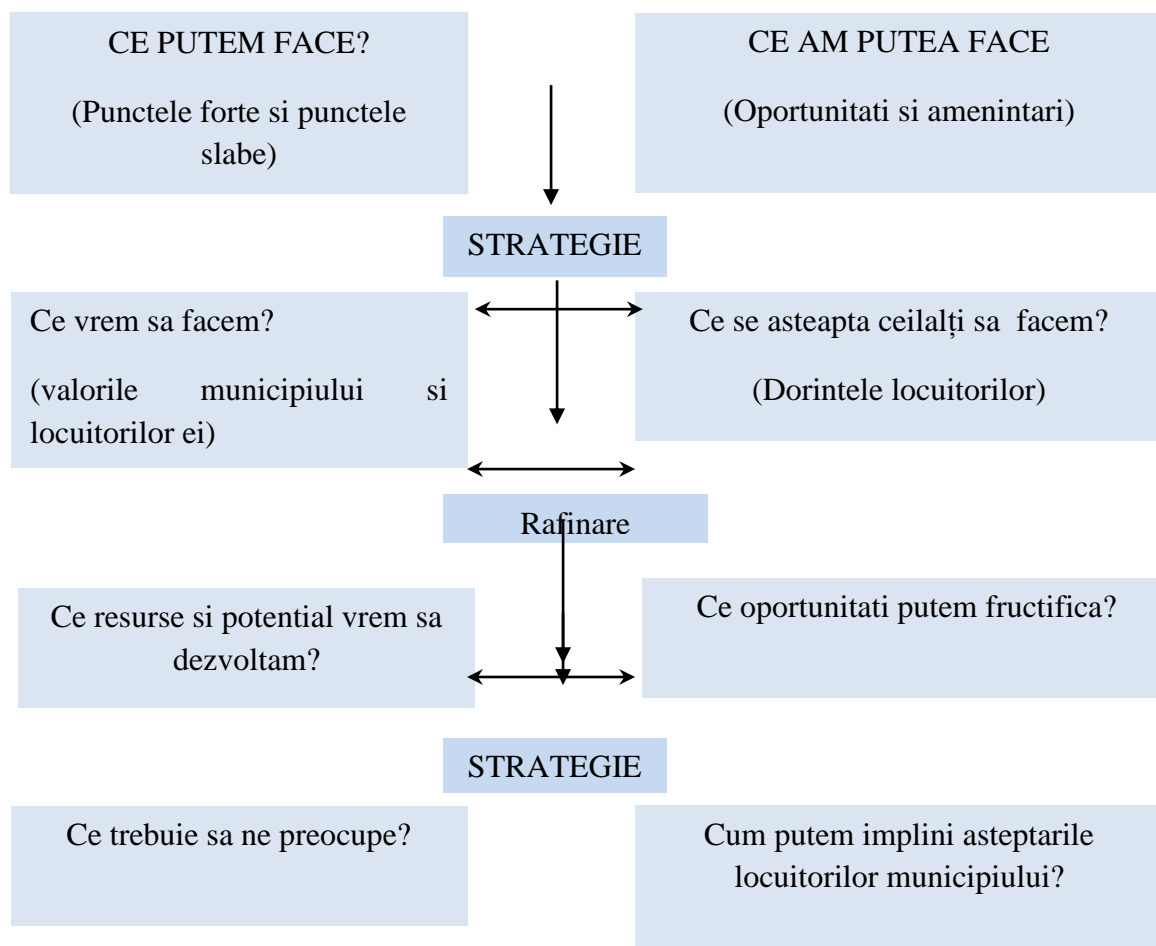 CE PUTEM FACE?
(Punctele forte si punctele
slabe)
CE AM PUTEA FACE
(Oportunitati si amenintari)
STRATEGIE
Ce vrem sa facem?
(valorile municipiului si
locuitorilor ei)
Ce se asteapta ceilalți sa facem?
(Dorintele locuitorilor)
Rafinare
Ce resurse si potential vrem sa
dezvoltam?
Ce oportunitati putem fructifica?
STRATEGIE
Ce trebuie sa ne preocupe?
Cum putem implini asteptarile
locuitorilor municipiului?